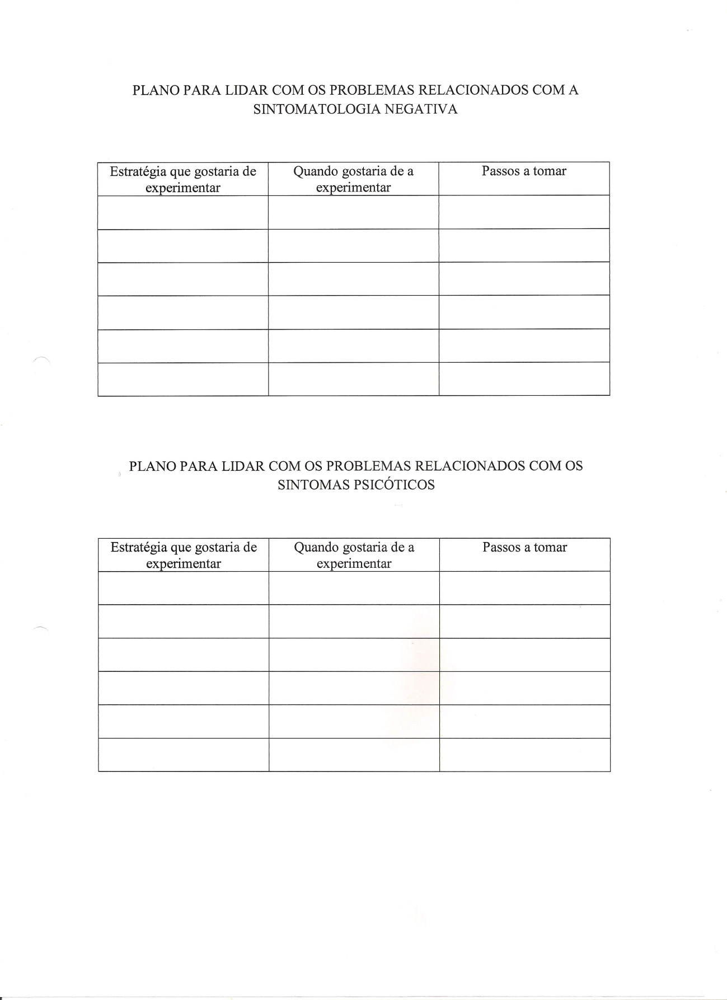 PLANO PARA LIDAR COM OS PROBLEMAS RELACIONADOS COM A
SINTOMATOLOGIA NEGATIVA
Estratégia que gostaria de
experimentar
Quando gostaria de a
experimentar
Passos a tomar
PLANO PARA LIDAR COM OS PROBLEMAS RELACIONADOS COM OS
SINTOMAS PSICÓTICOS
Estratégia que gostaria de
experimentar
Quando gostaria de a
experimentar
Passos a tomar